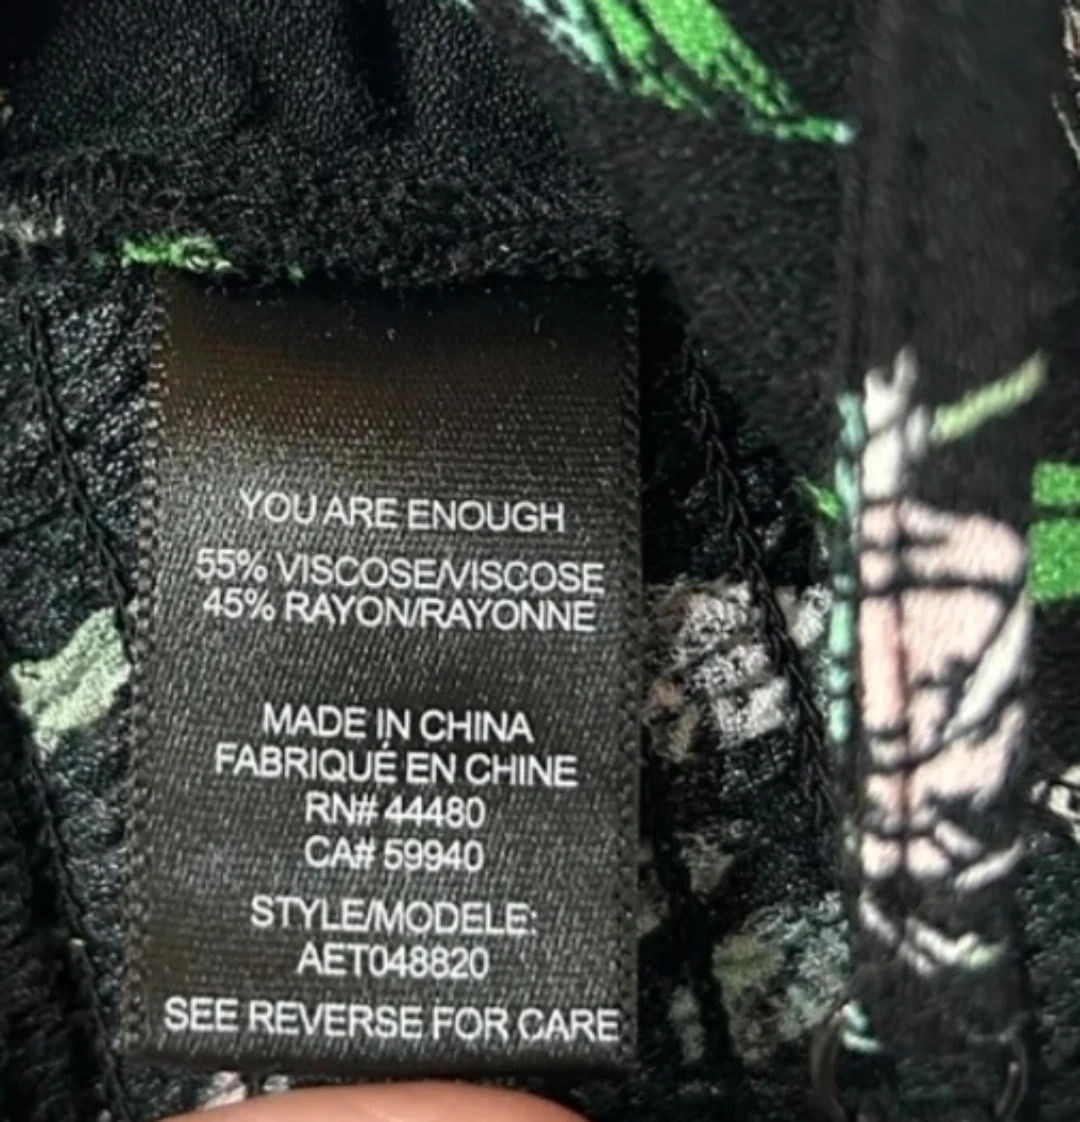 YOU ARE ENOUGH
55% VISCOSE/VISCOSE
45% RAYON/RAYONNE
MADE IN CHINA
FABRIQUÉ EN CHINE
RN# 44480
CA# 59940
STYLE/MODELE:
AET048820
SEE REVERSE FOR CARE